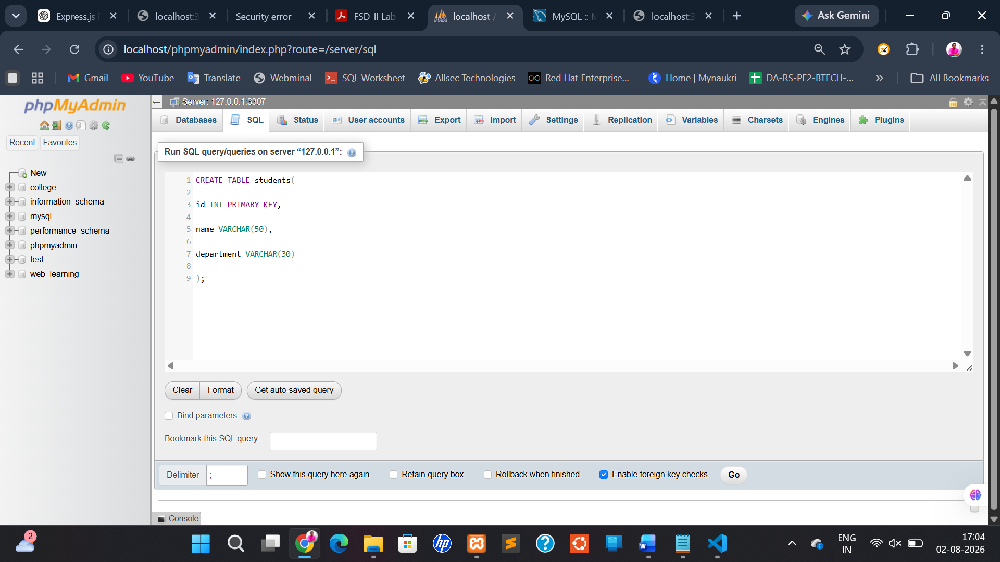 Express.js
localhost:3
Security error
FSD-II Lab
localhost /
MySQL :: M
localhost:3
Ask Gemini
localhost/phpmyadmin/index.php?route=/server/sql
Gmail
YouTube
Translate
Webminal
SQL Worksheet
Allsec Technologies
Red Hat Enterprise...
Home | Mynaukri
DA-RS-PE2-BTECH-...
All Bookmarks
phpMyAdmin
Recent
Favorites
New
college
information_schema
mysql
performance_schema
phpmyadmin
test
web_learning
Server: 127.0.0.1:3307
Databases
SQL
Status
User accounts
Export
Import
Settings
Replication
Variables
Charsets
Engines
Plugins
Run SQL query/queries on server “127.0.0.1”:
1 CREATE TABLE students(
2
3 id INT PRIMARY KEY,
4
5 name VARCHAR(50),
6
7 department VARCHAR(30)
8
9 );
Clear
Format
Get auto-saved query
Bind parameters
Bookmark this SQL query:
Delimiter
;
Show this query here again
Retain query box
Rollback when finished
Enable foreign key checks
Go
Console
2
hp
ENG
IN
17:04
02-08-2026